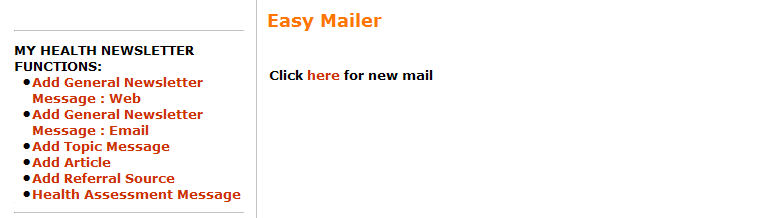 MY HEALTH NEWSLETTER
FUNCTIONS:
Add General Newsletter
Message : Web
Add General Newsletter
Message : Email
Add Topic Message
Add Article
Add Referral Source
Health Assessment Message
Easy Mailer
Click here for new mail